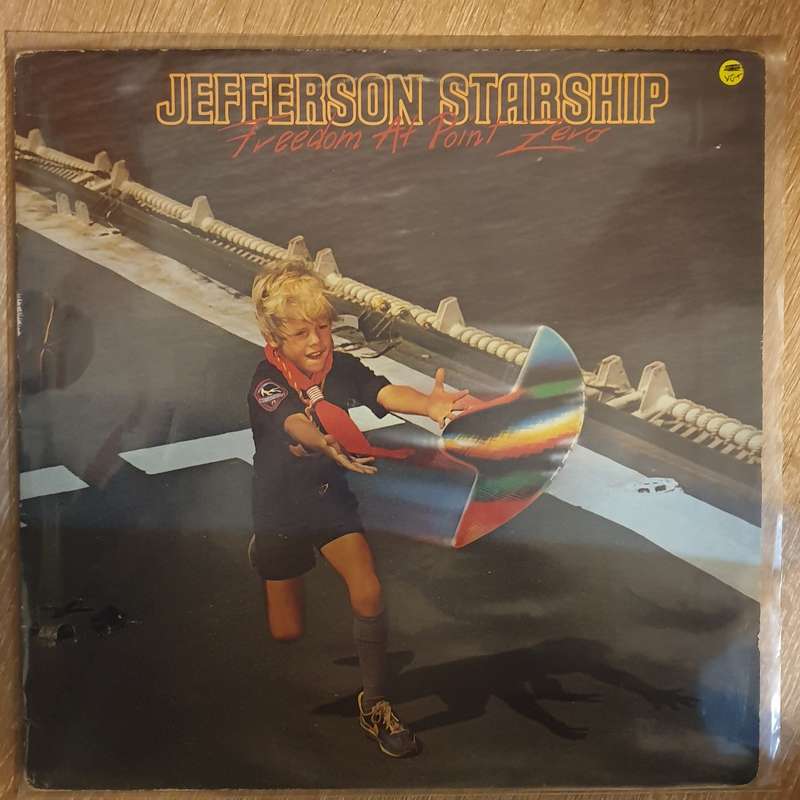 JEFFERSON STARSHIP
Freedom At Point Zero
VG+